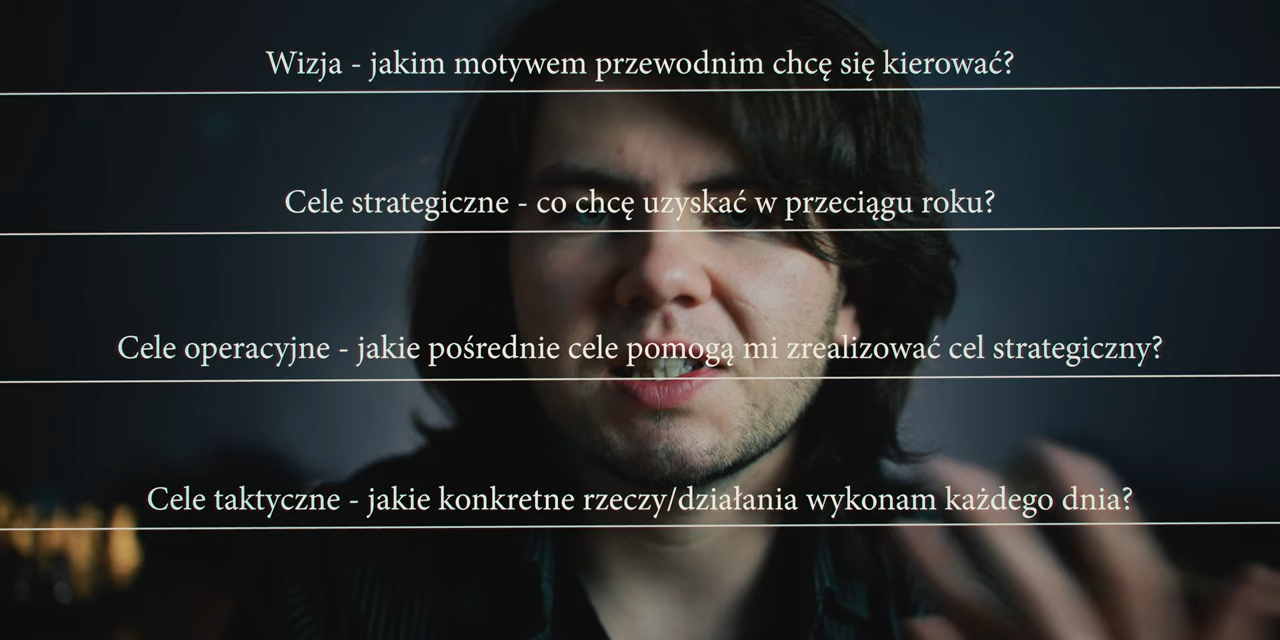 Wizja - jakim motywem przewodnim chcę się kierować?
Cele strategiczne - co chcę uzyskać w przeciągu roku?
Cele operacyjne - jakie pośrednie cele pomogą mi zrealizować cel strategiczny?
Cele taktyczne - jakie konkretne rzeczy/działania wykonam każdego dnia?